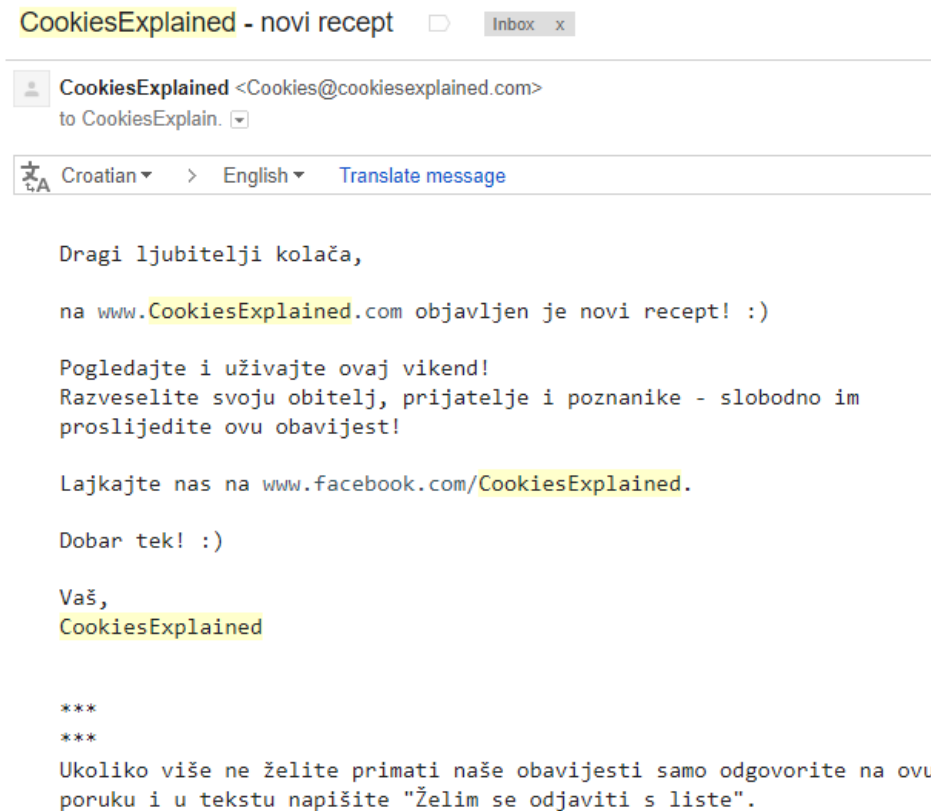 CookiesExplained - novi recept Inbox x
CookiesExplained <Cookies@cookiesexplained.com>
to CookiesExplain.
Croatian > English Translate message
Dragi ljubitelji kolača,
na www.CookiesExplained.com objavljen je novi recept! :)
Pogledajte i uživajte ovaj vikend!
Razveselite svoju obitelj, prijatelje i poznanike - slobodno im
proslijedite ovu obavijest!
Lajkajte nas na www.facebook.com/CookiesExplained.
Dobar tek! :)
Vaš,
CookiesExplained
***
***
Ukoliko više ne želite primati naše obavijesti samo odgovorite na ovu
poruku i u tekstu napišite "Želim se odjaviti s liste".